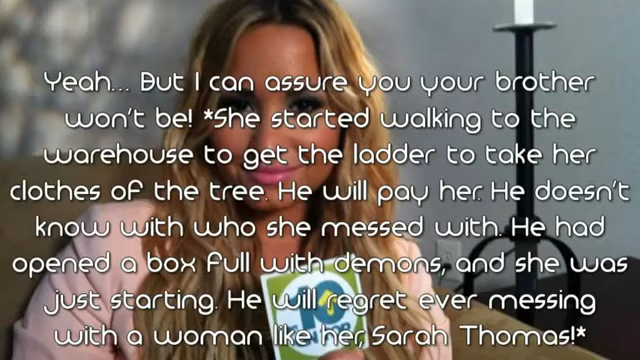 Yeah... But I can assure you your brother
won't be! *She started walking to the
warehouse to get the ladder to take her
clothes of the tree. He will pay her. He doesn't
know with who she messed with. He had
opened a box full with demons, and she was
just starting. He will regret ever messing
with a woman like her, Sarah Thomas!*